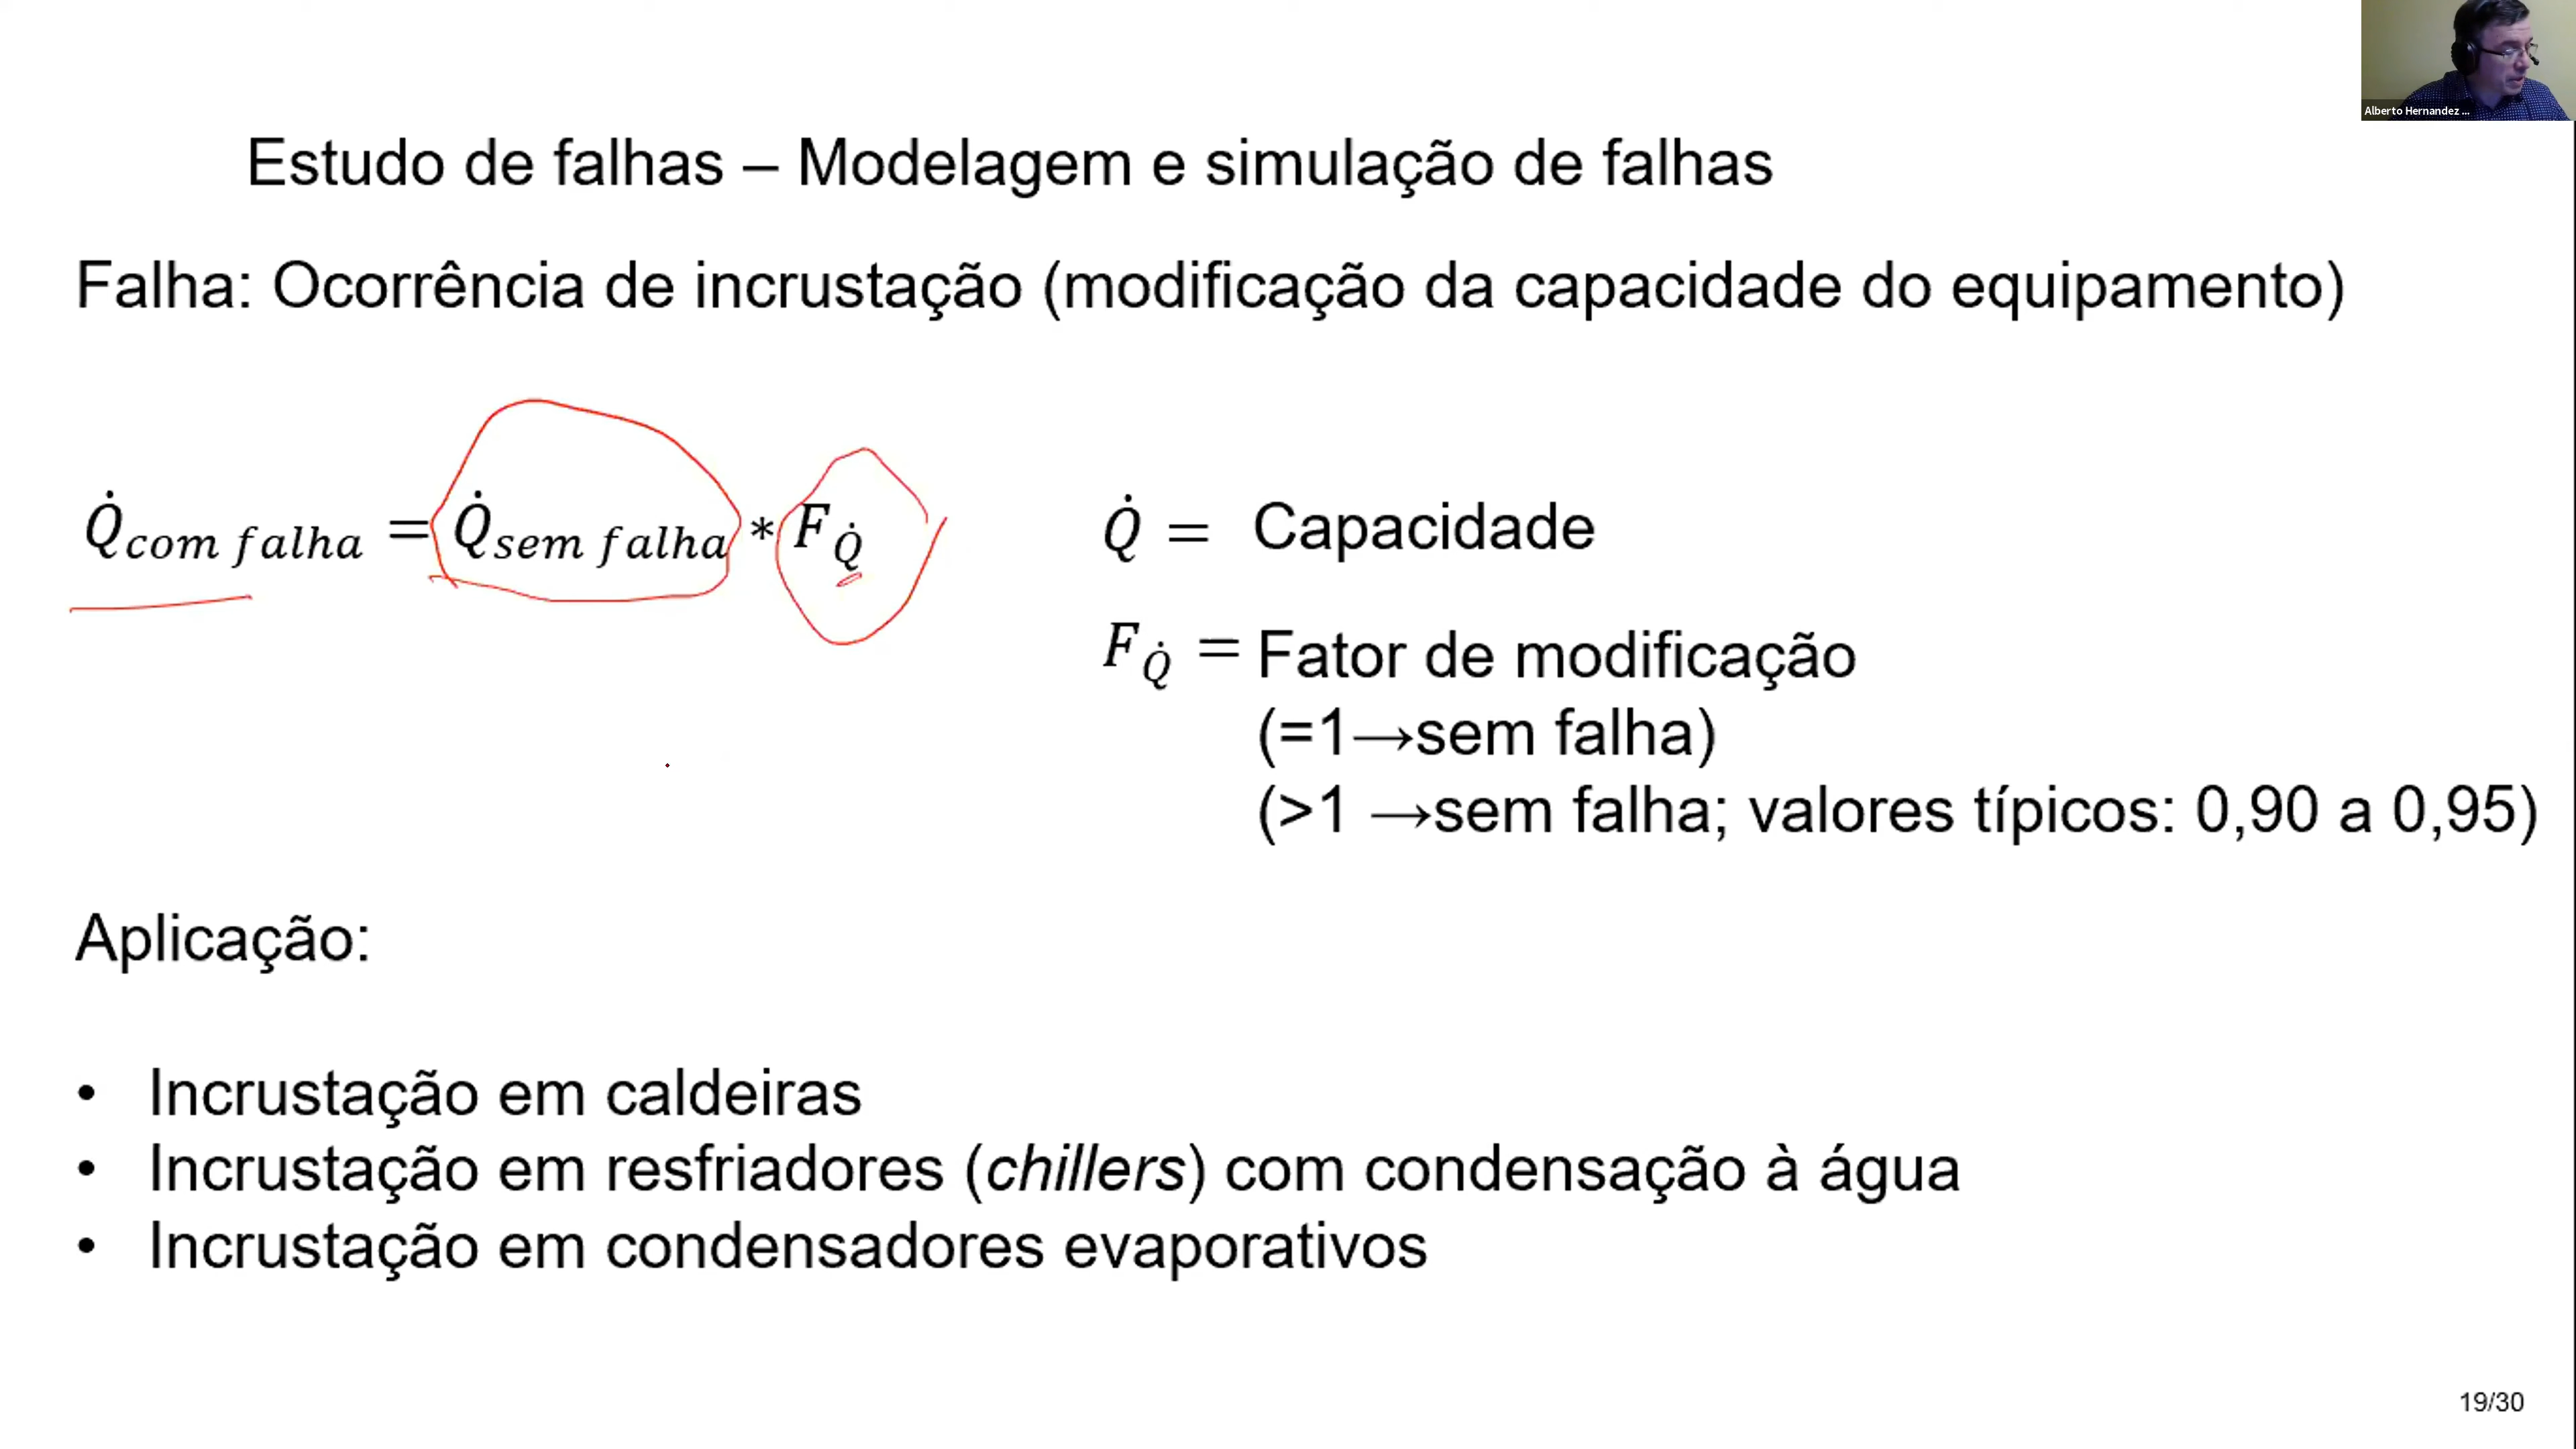 Alberto Hernandez ...
Estudo de falhas – Modelagem e simulação de falhas
Falha: Ocorrência de incrustação (modificação da capacidade do equipamento)
Q̇com falha = Q̇sem falha * FQ̇
Q̇ = Capacidade
FQ̇ = Fator de modificação
(=1→sem falha)
(>1 →sem falha; valores típicos: 0,90 a 0,95)
Aplicação:
• Incrustação em caldeiras
• Incrustação em resfriadores (chillers) com condensação à água
• Incrustação em condensadores evaporativos
19/30